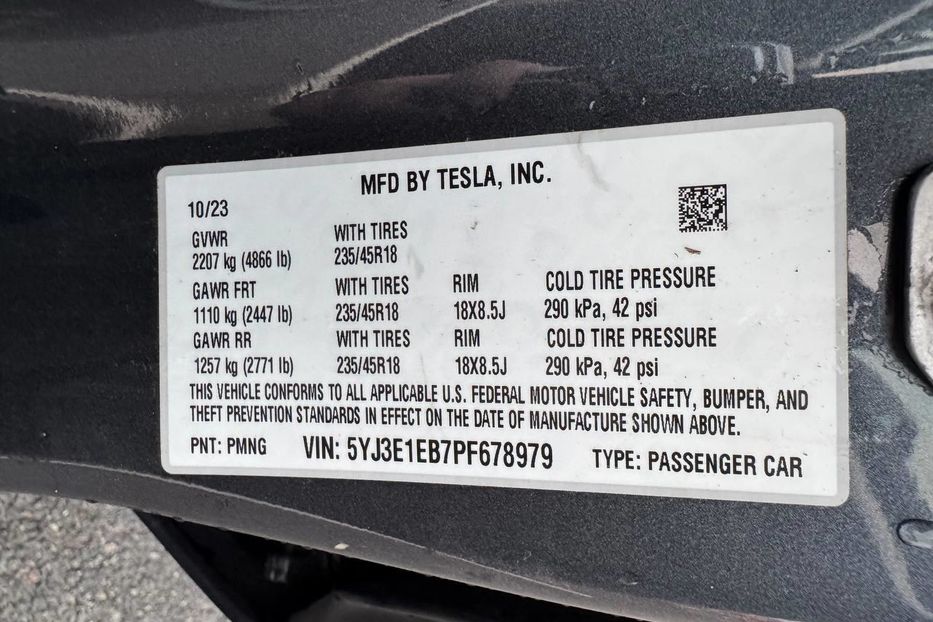 MFD BY TESLA, INC.
10/23
GVWR WITH TIRES
2207 kg (4866 lb) 235/45R18
GAWR FRT WITH TIRES RIM COLD TIRE PRESSURE
1110 kg (2447 lb) 235/45R18 18X8.5J 290 kPa, 42 psi
GAWR RR WITH TIRES RIM COLD TIRE PRESSURE
1257 kg (2771 lb) 235/45R18 18X8.5J 290 kPa, 42 psi
THIS VEHICLE CONFORMS TO ALL APPLICABLE U.S. FEDERAL MOTOR VEHICLE SAFETY, BUMPER, AND
THEFT PREVENTION STANDARDS IN EFFECT ON THE DATE OF MANUFACTURE SHOWN ABOVE.
PNT: PMNG VIN: 5YJ3E1EB7PF678979 TYPE: PASSENGER CAR